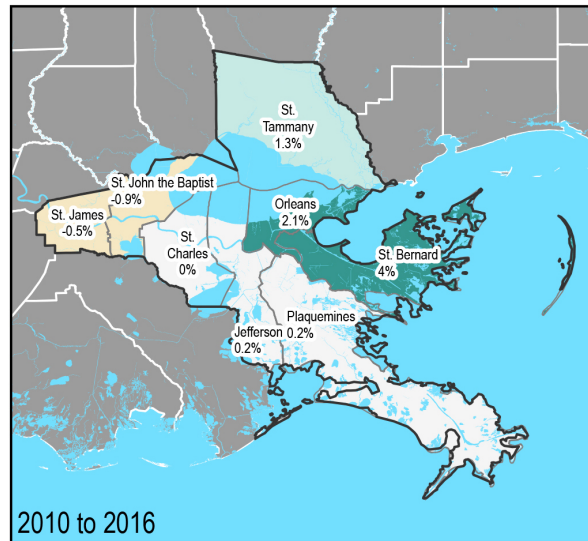 St.
Tammany
1.3%
St. John the Baptist
-0.9%
Orleans
2.1%
St. James
-0.5%
St.
Charles
0%
St. Bernard
4%
Plaquemines
0.2%
Jefferson
0.2%
2010 to 2016